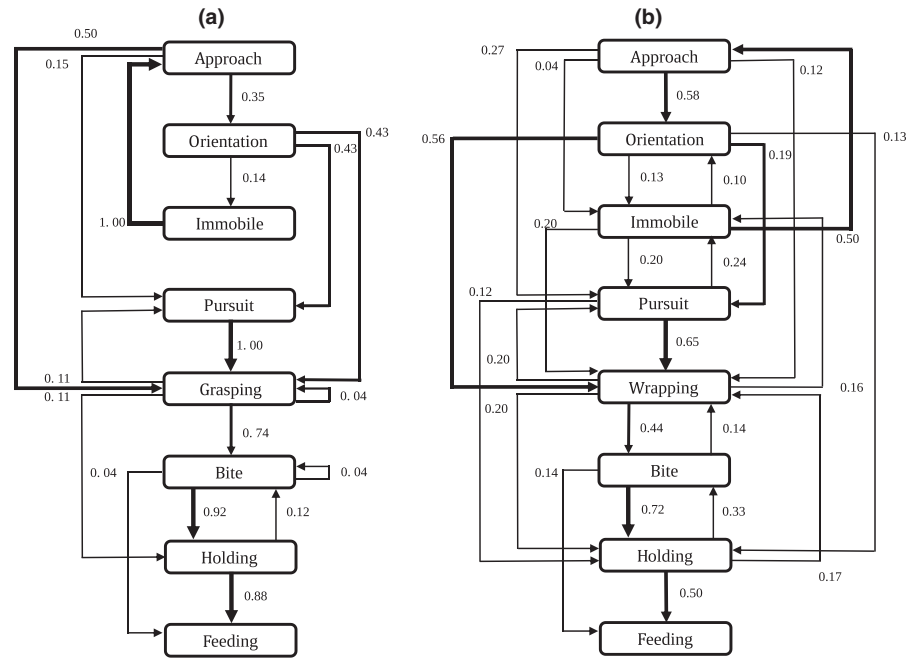 (a)
0.50
Approach
0.15
0.35
Orientation
0.43
0.43
0.14
1. 00
Immobile
Pursuit
1.00
0. 11
Grasping
0. 11
0. 04
0. 74
0. 04
Bite
0. 04
0.92
0.12
Holding
0.88
Feeding
(b)
0.27
Approach
0.04
0.12
0.58
0.56
Orientation
0.13
0.19
0.13
0.10
0.20
Immobile
0.50
0.20
0.24
0.12
Pursuit
0.65
0.20
Wrapping
0.16
0.20
0.44
0.14
0.14
Bite
0.72
0.33
Holding
0.17
0.50
Feeding